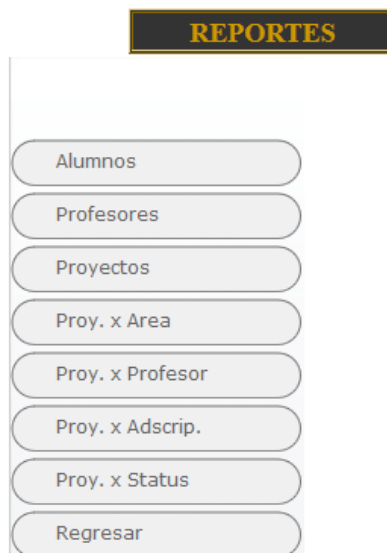 REPORTES
Alumnos
Profesores
Proyectos
Proy. x Area
Proy. x Profesor
Proy. x Adscrip.
Proy. x Status
Regresar